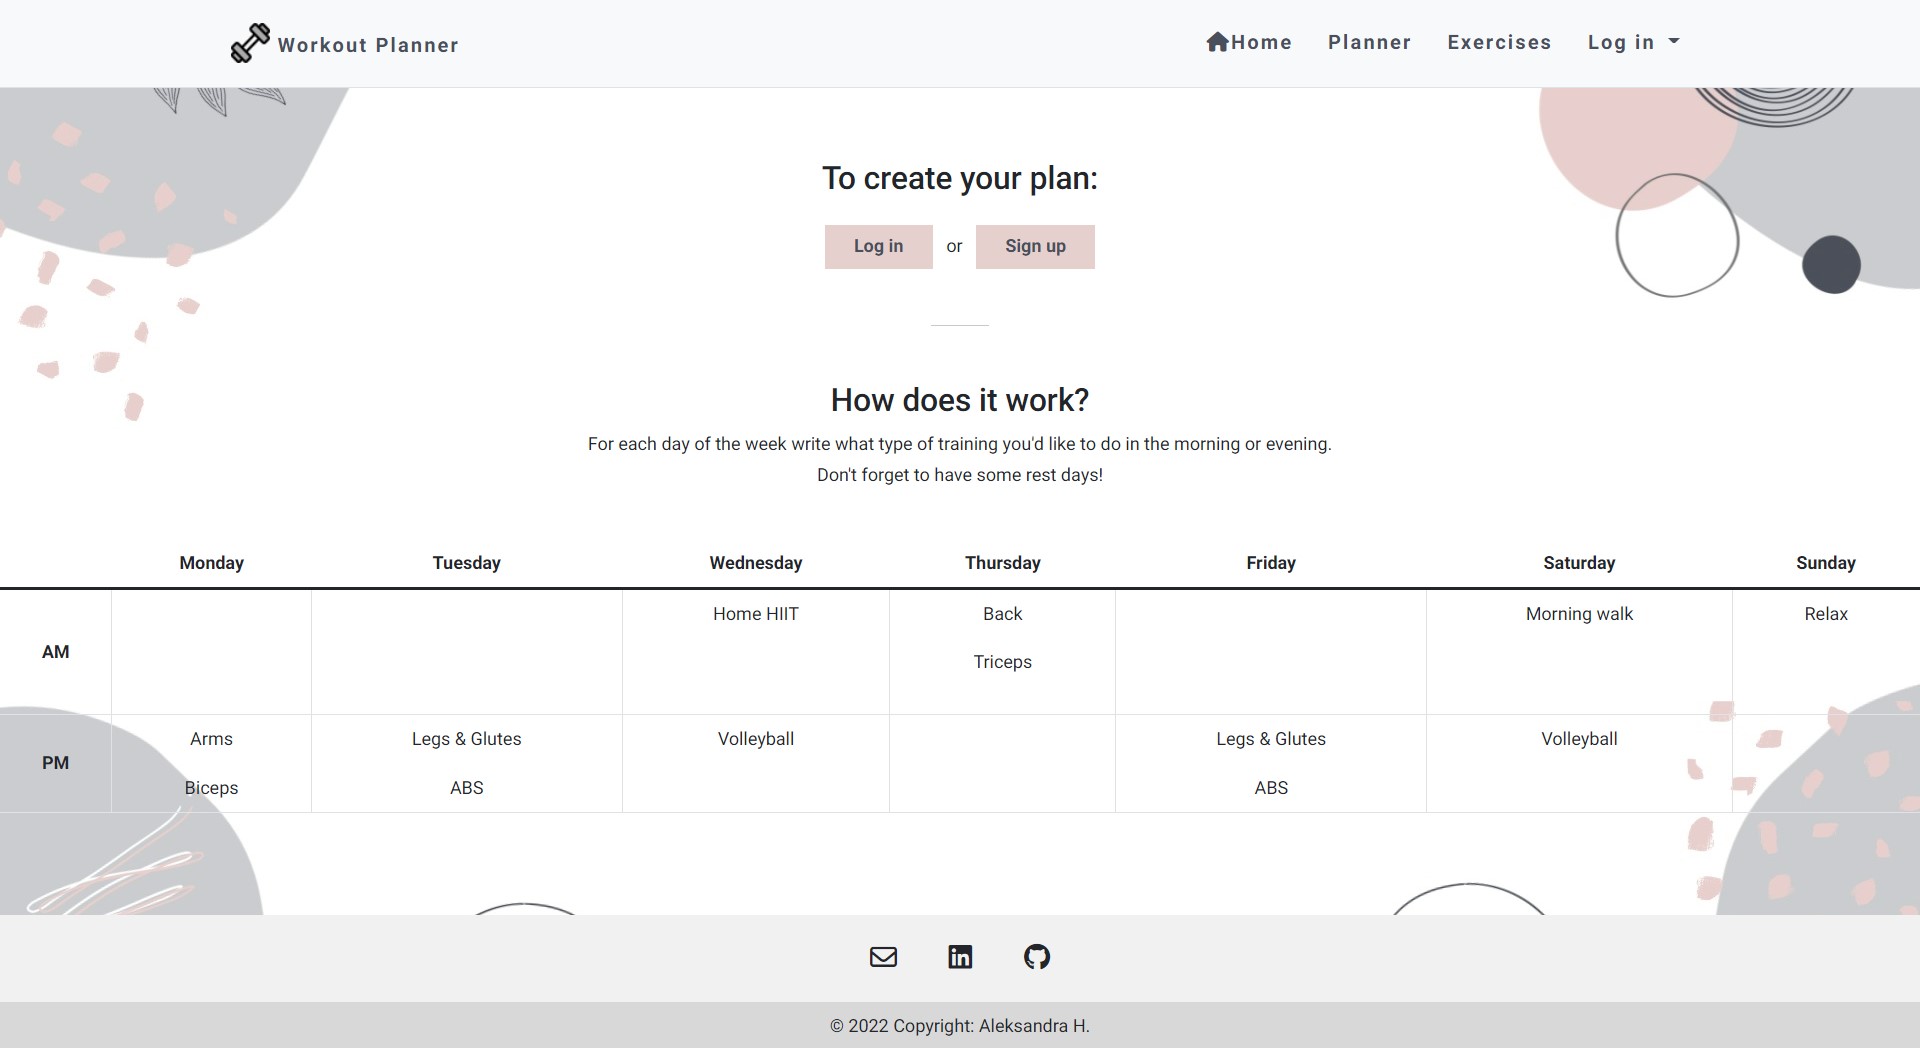 Workout Planner
Home Planner Exercises Log in
To create your plan:
Log in or Sign up
How does it work?
For each day of the week write what type of training you'd like to do in the morning or evening.
Don't forget to have some rest days!
Monday Tuesday Wednesday Thursday Friday Saturday Sunday
Home HIIT Back Morning walk Relax
AM
Triceps
Arms Legs & Glutes Volleyball Legs & Glutes Volleyball
PM
Biceps ABS ABS
in
© 2022 Copyright: Aleksandra H.